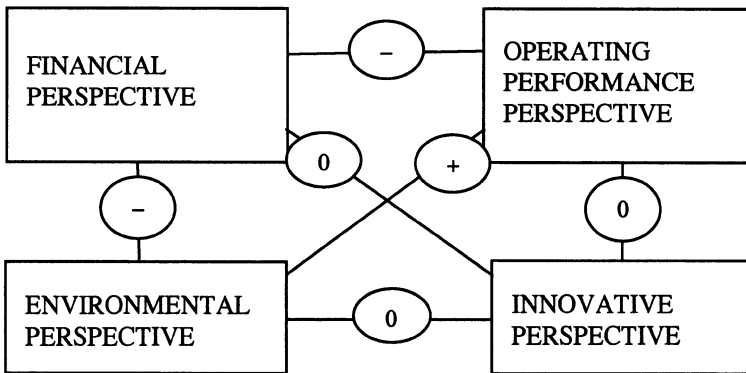 FINANCIAL
PERSPECTIVE
–
OPERATING
PERFORMANCE
PERSPECTIVE
0
+
–
0
ENVIRONMENTAL
PERSPECTIVE
0
INNOVATIVE
PERSPECTIVE